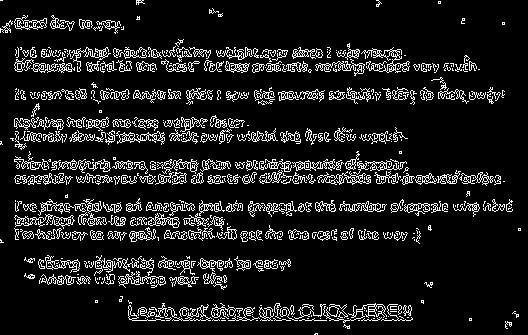 Good day to you,
I've always had trouble with my weight ever since I was young.
Of course I tried all the "best" fat loss products, nothing helped very much.
It wasn't til I tried Anatrim that I saw the pounds seriously start to melt away!
Nothing helped me lose weight faster.
I literally saw pounds melt away within the first few weeks!
There is nothing more exciting than watching pounds disappear,
especially when you've tried all sorts of different methods and products before.
I've since read up on Anatrim and am amazed at the number of people who have
benefited from its amazing results.
I'm halfway to my goal, Anatrim will get me the rest of the way :)
Losing weight has never been so easy!
Anatrim will change your life!
Learn out more info! CLICK HERE!!!